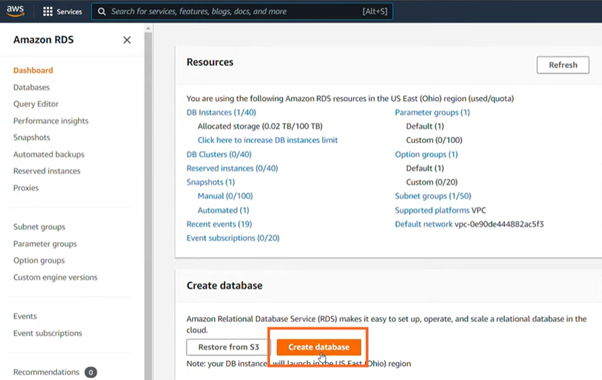 aws
Services
Search for services, features, blogs, docs, and more
[Alt+S]
Amazon RDS
Dashboard
Databases
Query Editor
Performance insights
Snapshots
Automated backups
Reserved instances
Proxies
Subnet groups
Parameter groups
Option groups
Custom engine versions
Events
Event subscriptions
Recommendations 0
Resources
Refresh
You are using the following Amazon RDS resources in the US East (Ohio) region (used/quota)
DB Instances (1/40)
Allocated storage (0.02 TB/100 TB)
Click here to increase DB instances limit
DB Clusters (0/40)
Reserved instances (0/40)
Snapshots (1)
Manual (0/100)
Automated (1)
Recent events (19)
Event subscriptions (0/20)
Parameter groups (1)
Default (1)
Custom (0/100)
Option groups (1)
Default (1)
Custom (0/20)
Subnet groups (1/50)
Supported platforms VPC
Default network vpc-0e90de444882ac5f3
Create database
Amazon Relational Database Service (RDS) makes it easy to set up, operate, and scale a relational database in the
cloud.
Restore from S3
Create database
Note: your DB instances will launch in the US East (Ohio) region